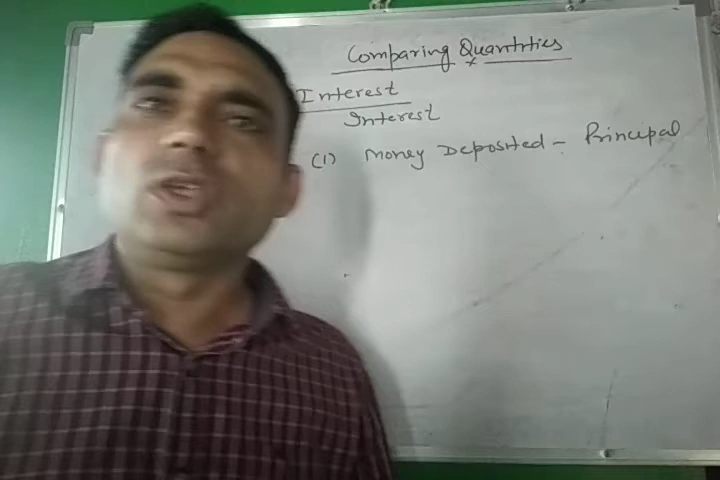 Comparing Quantities
Interest
Interest
(1) Money Deposited - Principal